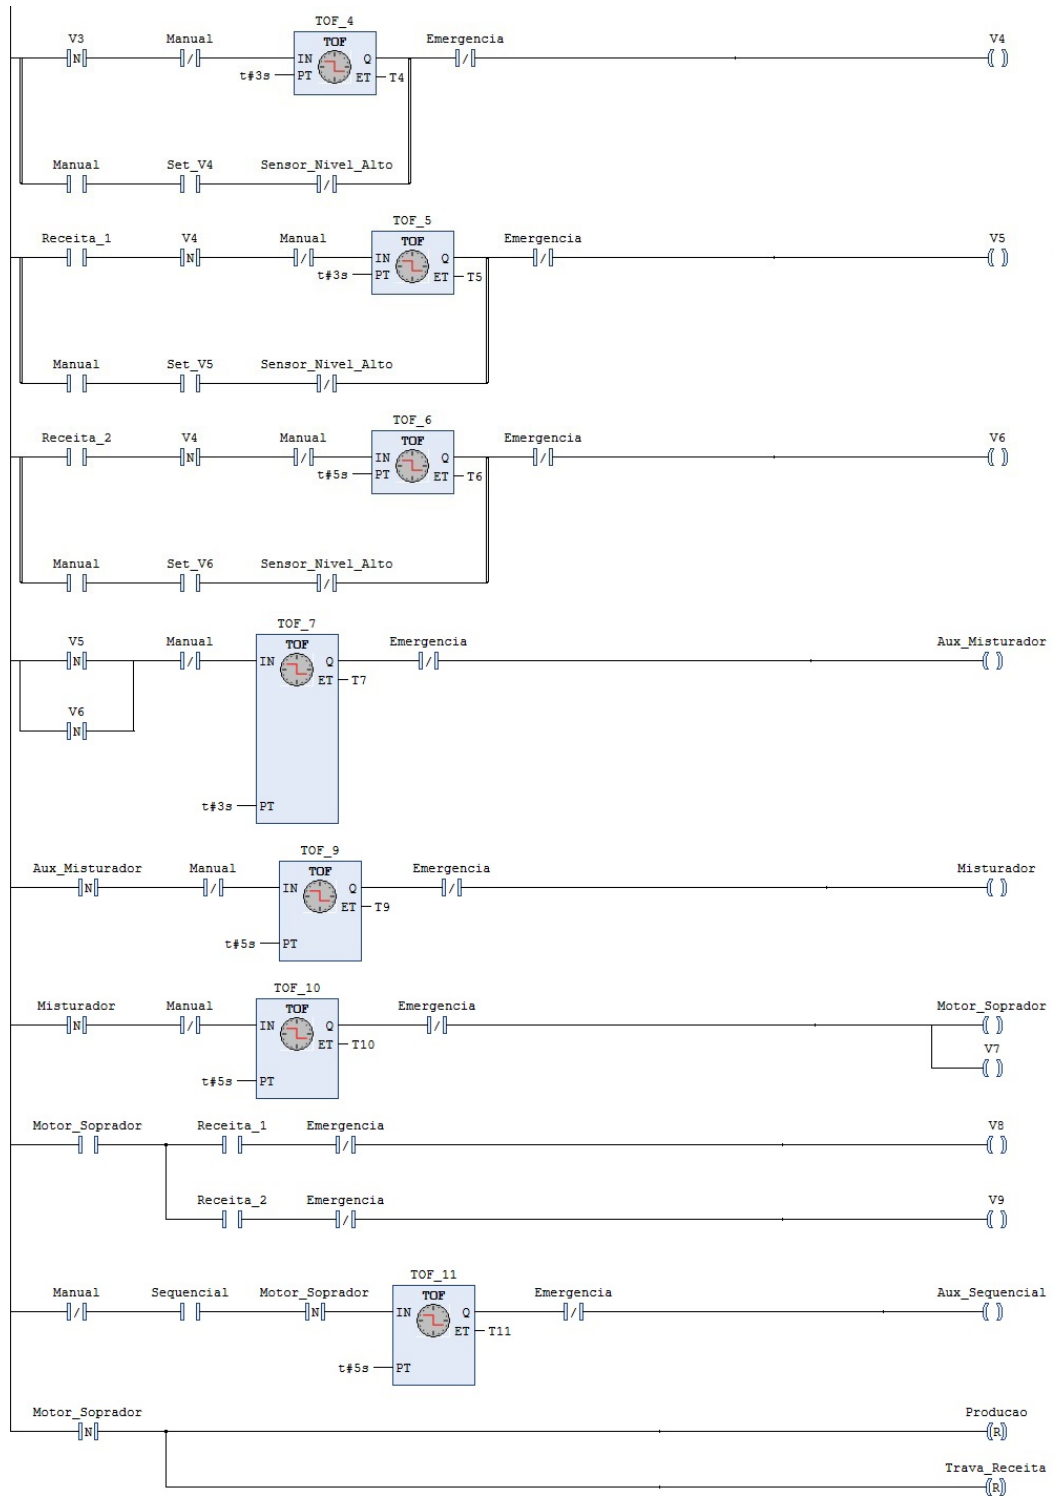 TOF_4
V3 Manual TOF Emergencia V4
N / IN Q / ( )
t#3s PT ET T4
Manual Set_V4 Sensor_Nivel_Alto
/
TOF_5
Receita_1 V4 Manual TOF Emergencia V5
N / IN Q / ( )
t#3s PT ET T5
Manual Set_V5 Sensor_Nivel_Alto
/
TOF_6
Receita_2 V4 Manual TOF Emergencia V6
N / IN Q / ( )
t#5s PT ET T6
Manual Set_V6 Sensor_Nivel_Alto
/
TOF_7
V5 Manual TOF Emergencia Aux_Misturador
N / IN Q / ( )
ET T7
V6
N
t#3s PT
TOF_9
Aux_Misturador Manual TOF Emergencia Misturador
N / IN Q / ( )
ET T9
t#5s PT
TOF_10
Misturador Manual TOF Emergencia Motor_Soprador
N / IN Q / ( )
ET T10
V7
( )
t#5s PT
Motor_Soprador Receita_1 Emergencia V8
/ ( )
Receita_2 Emergencia V9
/ ( )
TOF_11
Manual Sequencial Motor_Soprador TOF Emergencia Aux_Sequencial
/ N IN Q / ( )
ET T11
t#5s PT
Motor_Soprador Producao
N (R)
Trava_Receita
(R)